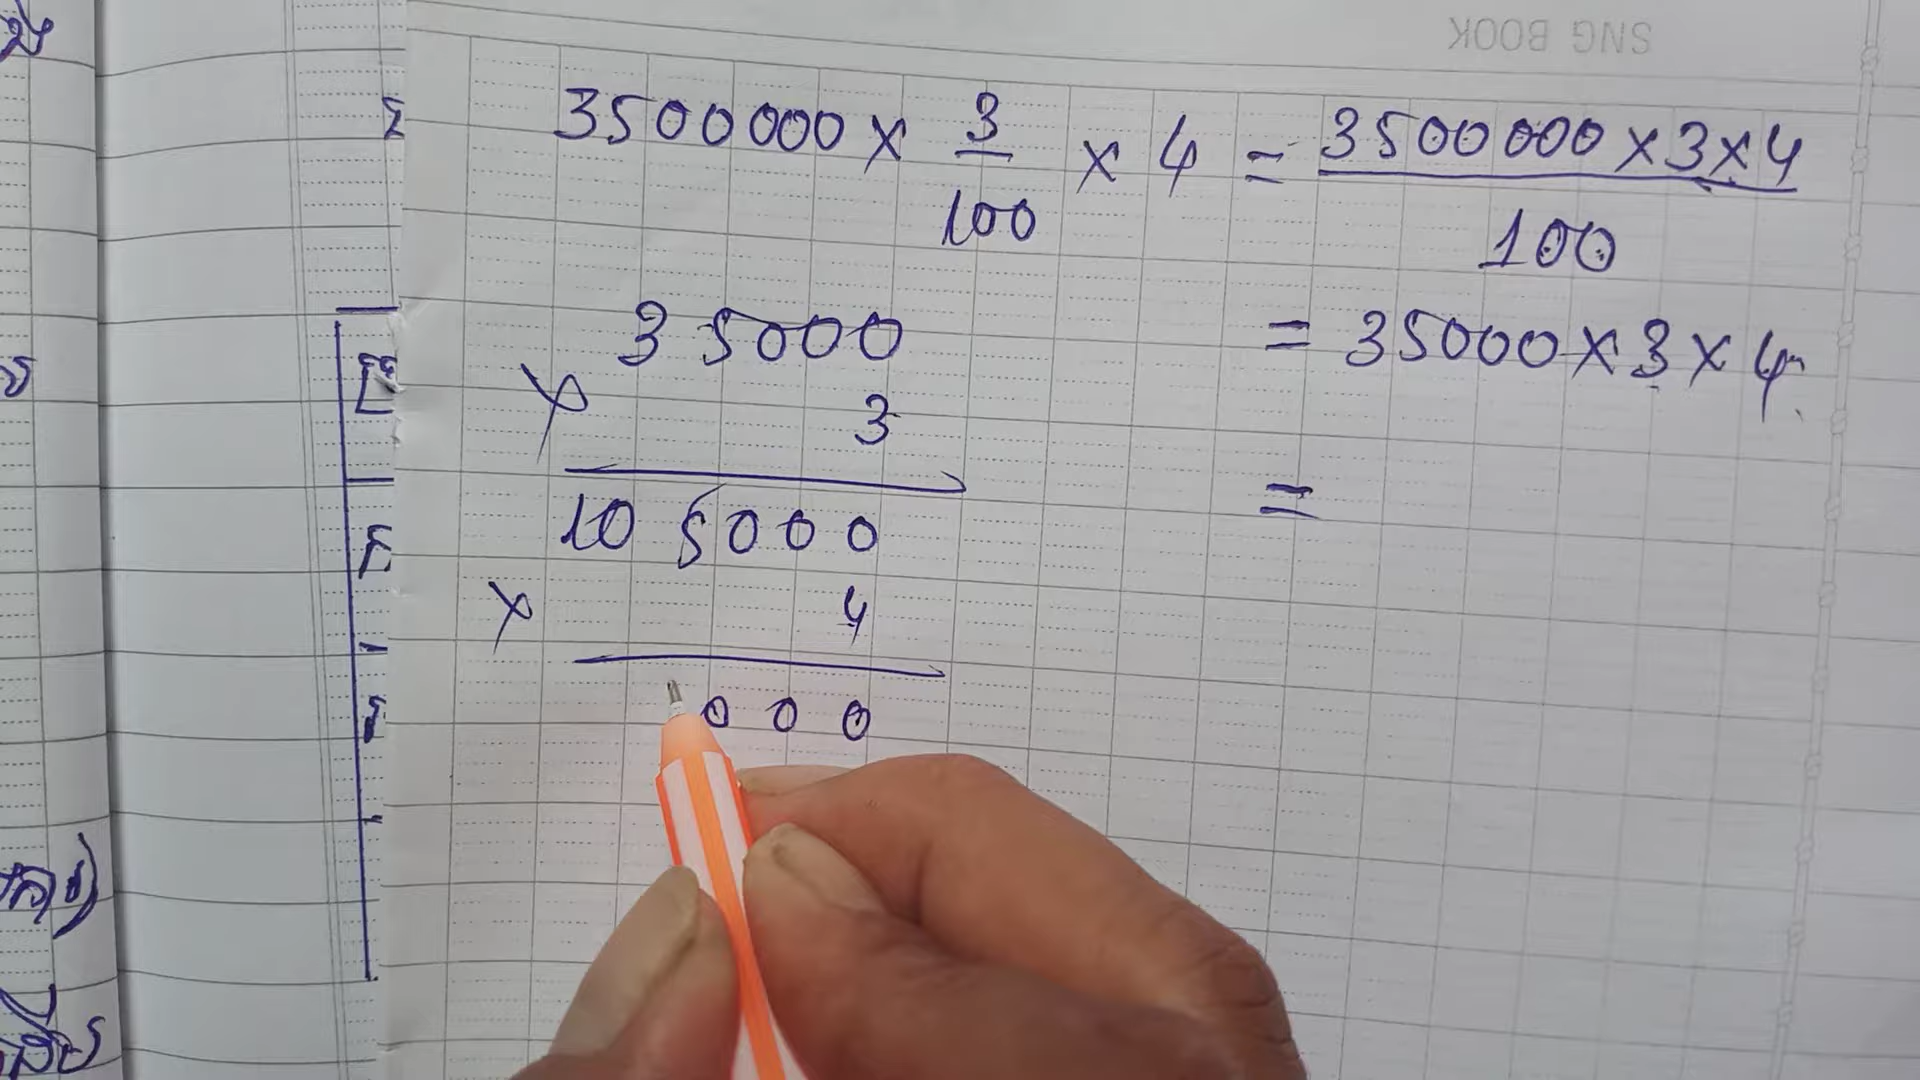 SNG BOOK
3500000 × 3/100 × 4 = 3500000 × 3 × 4 / 100
= 35000 × 3 × 4
=
35000
× 3
105000
× 4
000